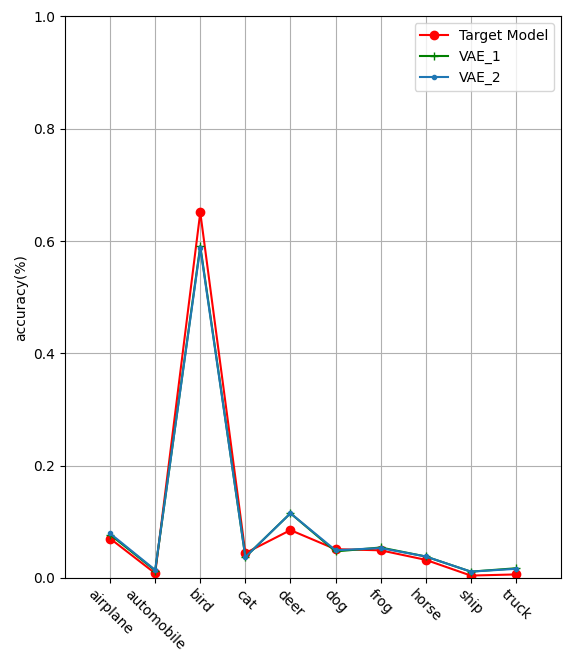 1.0
0.8
0.6
0.4
0.2
0.0
accuracy(%)
Target Model
VAE_1
VAE_2
airplane
automobile
bird
cat
deer
dog
frog
horse
ship
truck